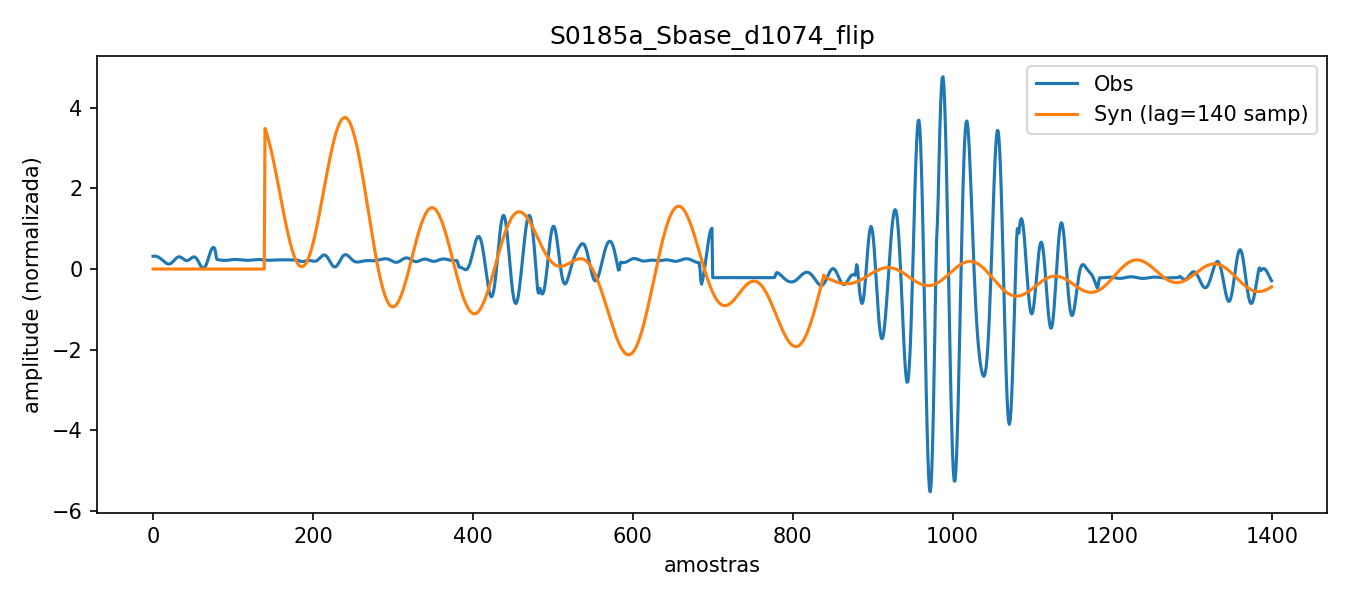 S0185a_Sbase_d1074_flip
Obs
Syn (lag=140 samp)
amplitude (normalizada)
4
2
0
−2
−4
−6
0 200 400 600 800 1000 1200 1400
amostras